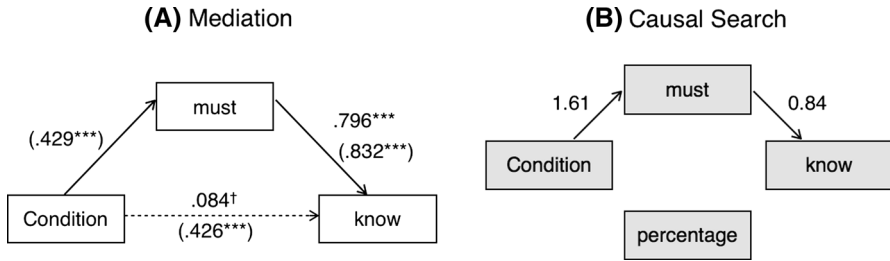 (A) Mediation
must
(.429***)
.796***
(.832***)
Condition
.084†
(.426***)
know
(B) Causal Search
must
1.61
0.84
Condition
know
percentage